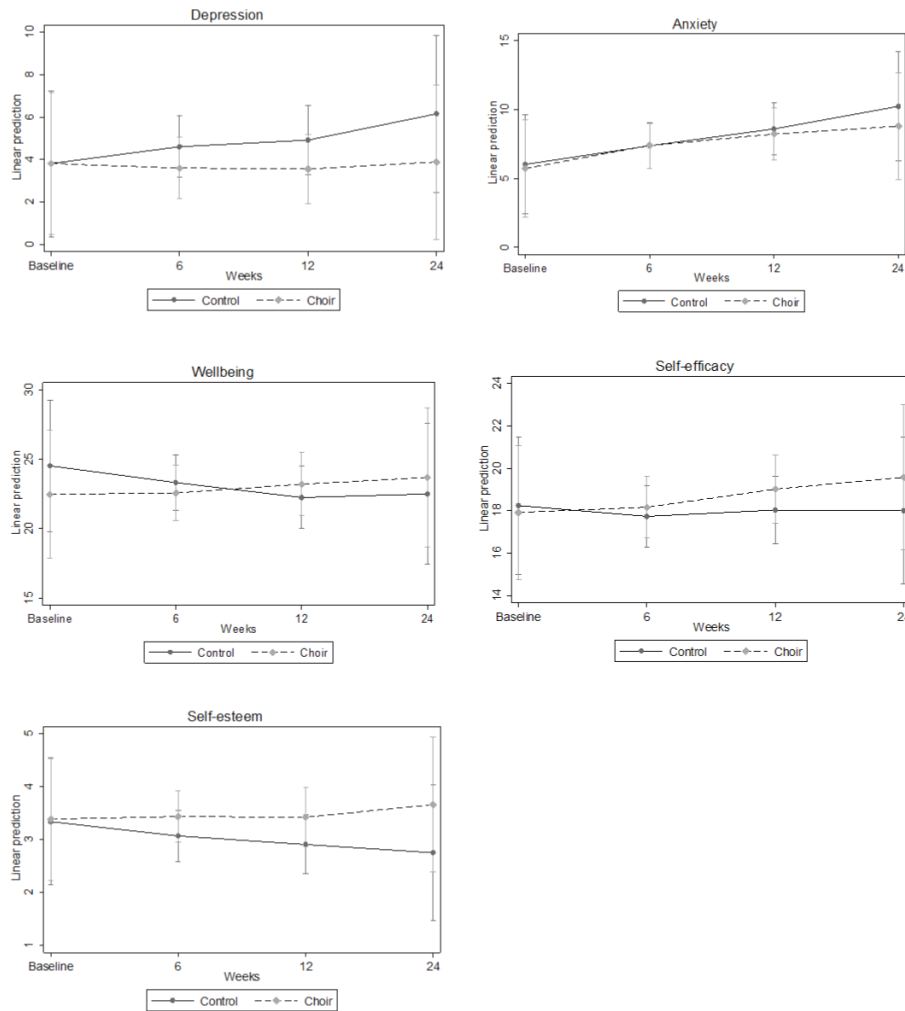 Depression
10
8
6
4
2
0
Linear prediction
Baseline 6 12 24
Weeks
Control Choir
Anxiety
15
10
5
0
Linear prediction
Baseline 6 12 24
Weeks
Control Choir
Wellbeing
30
25
20
15
Linear prediction
Baseline 6 12 24
Weeks
Control Choir
Self-efficacy
24
22
20
18
16
14
Linear prediction
Baseline 6 12 24
Weeks
Control Choir
Self-esteem
5
4
3
2
1
Linear prediction
Baseline 6 12 24
Weeks
Control Choir